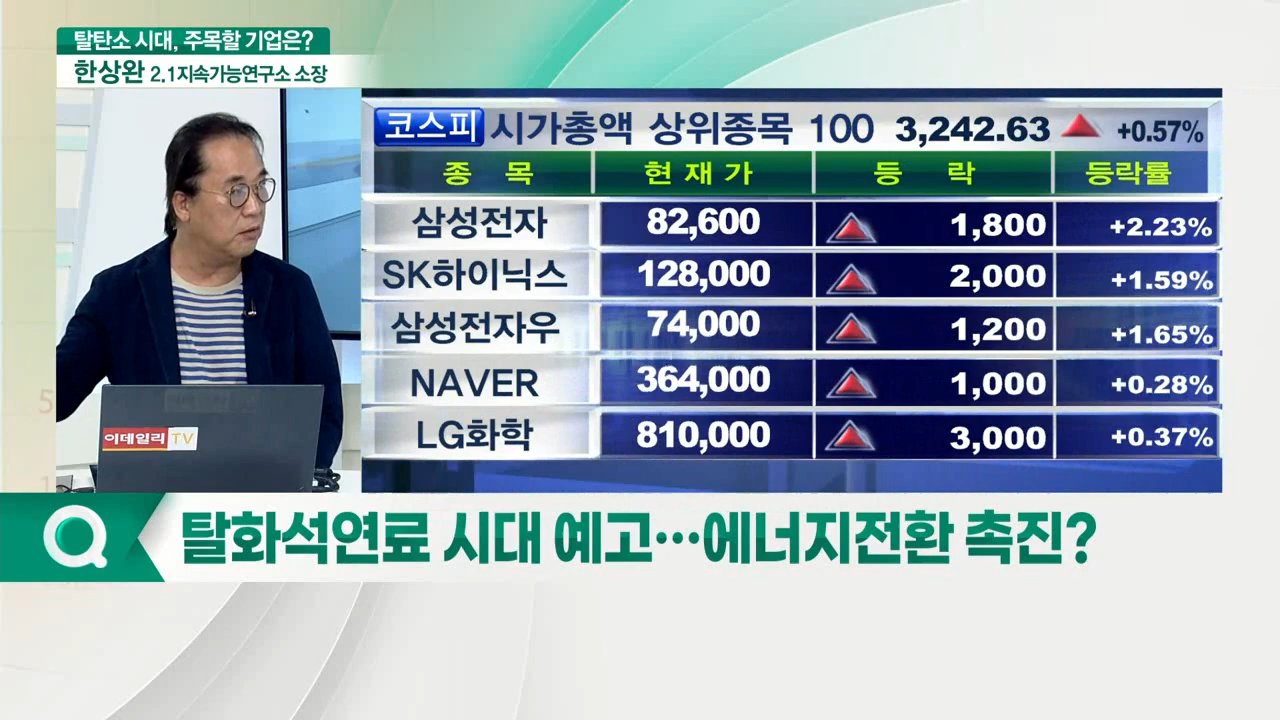 탈탄소 시대, 주목할 기업은?
한상완 2.1지속가능연구소 소장
코스피 시가총액 상위종목 100 3,242.63 ▲ +0.57%
종 목 현 재 가 등 락 등락률
삼성전자 82,600 ▲ 1,800 +2.23%
SK하이닉스 128,000 ▲ 2,000 +1.59%
삼성전자우 74,000 ▲ 1,200 +1.65%
NAVER 364,000 ▲ 1,000 +0.28%
LG화학 810,000 ▲ 3,000 +0.37%
이데일리 TV
Q 탈화석연료 시대 예고…에너지전환 촉진?